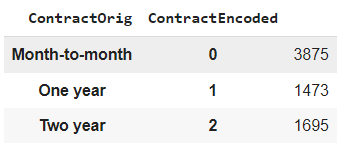 ContractOrig ContractEncoded
Month-to-month 0 3875
One year 1 1473
Two year 2 1695